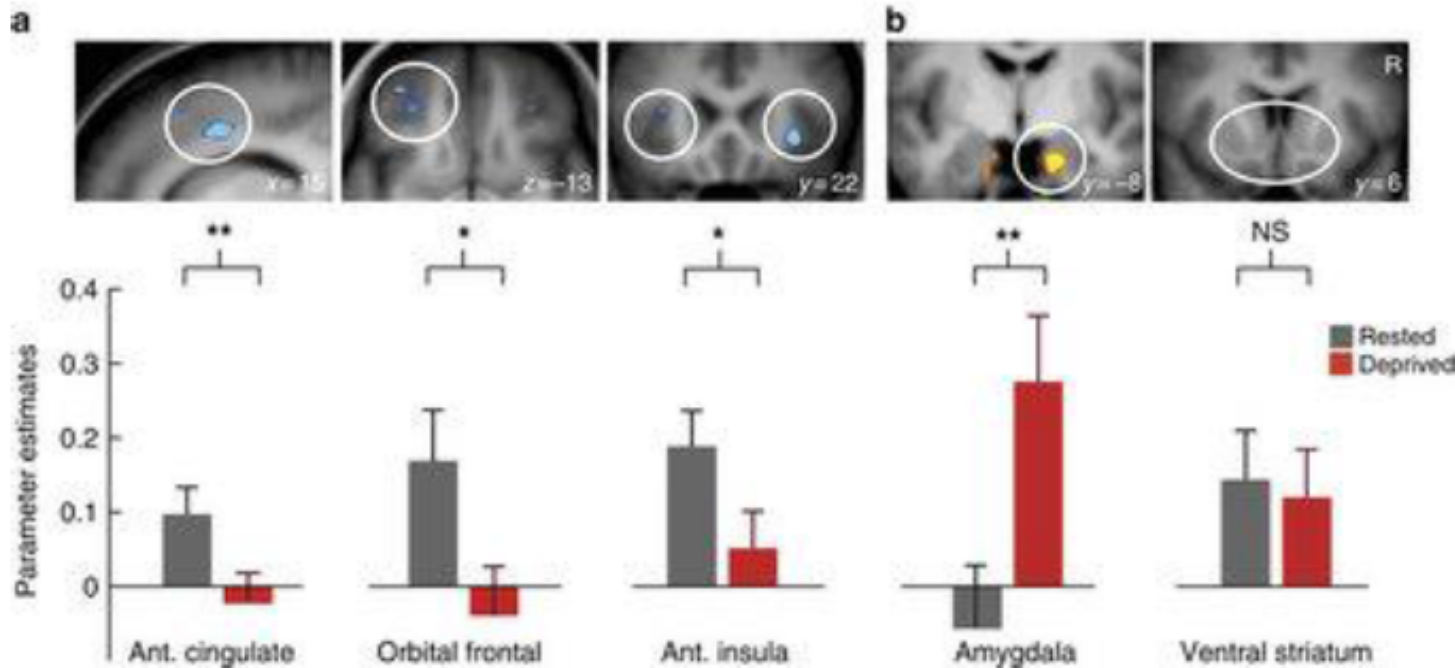 a
b
x=15
z=−13
y=22
y=−8
R
y=6
**
*
*
**
NS
Parameter estimates
0.4
0.3
0.2
0.1
0
Rested
Deprived
Ant. cingulate
Orbital frontal
Ant. insula
Amygdala
Ventral striatum